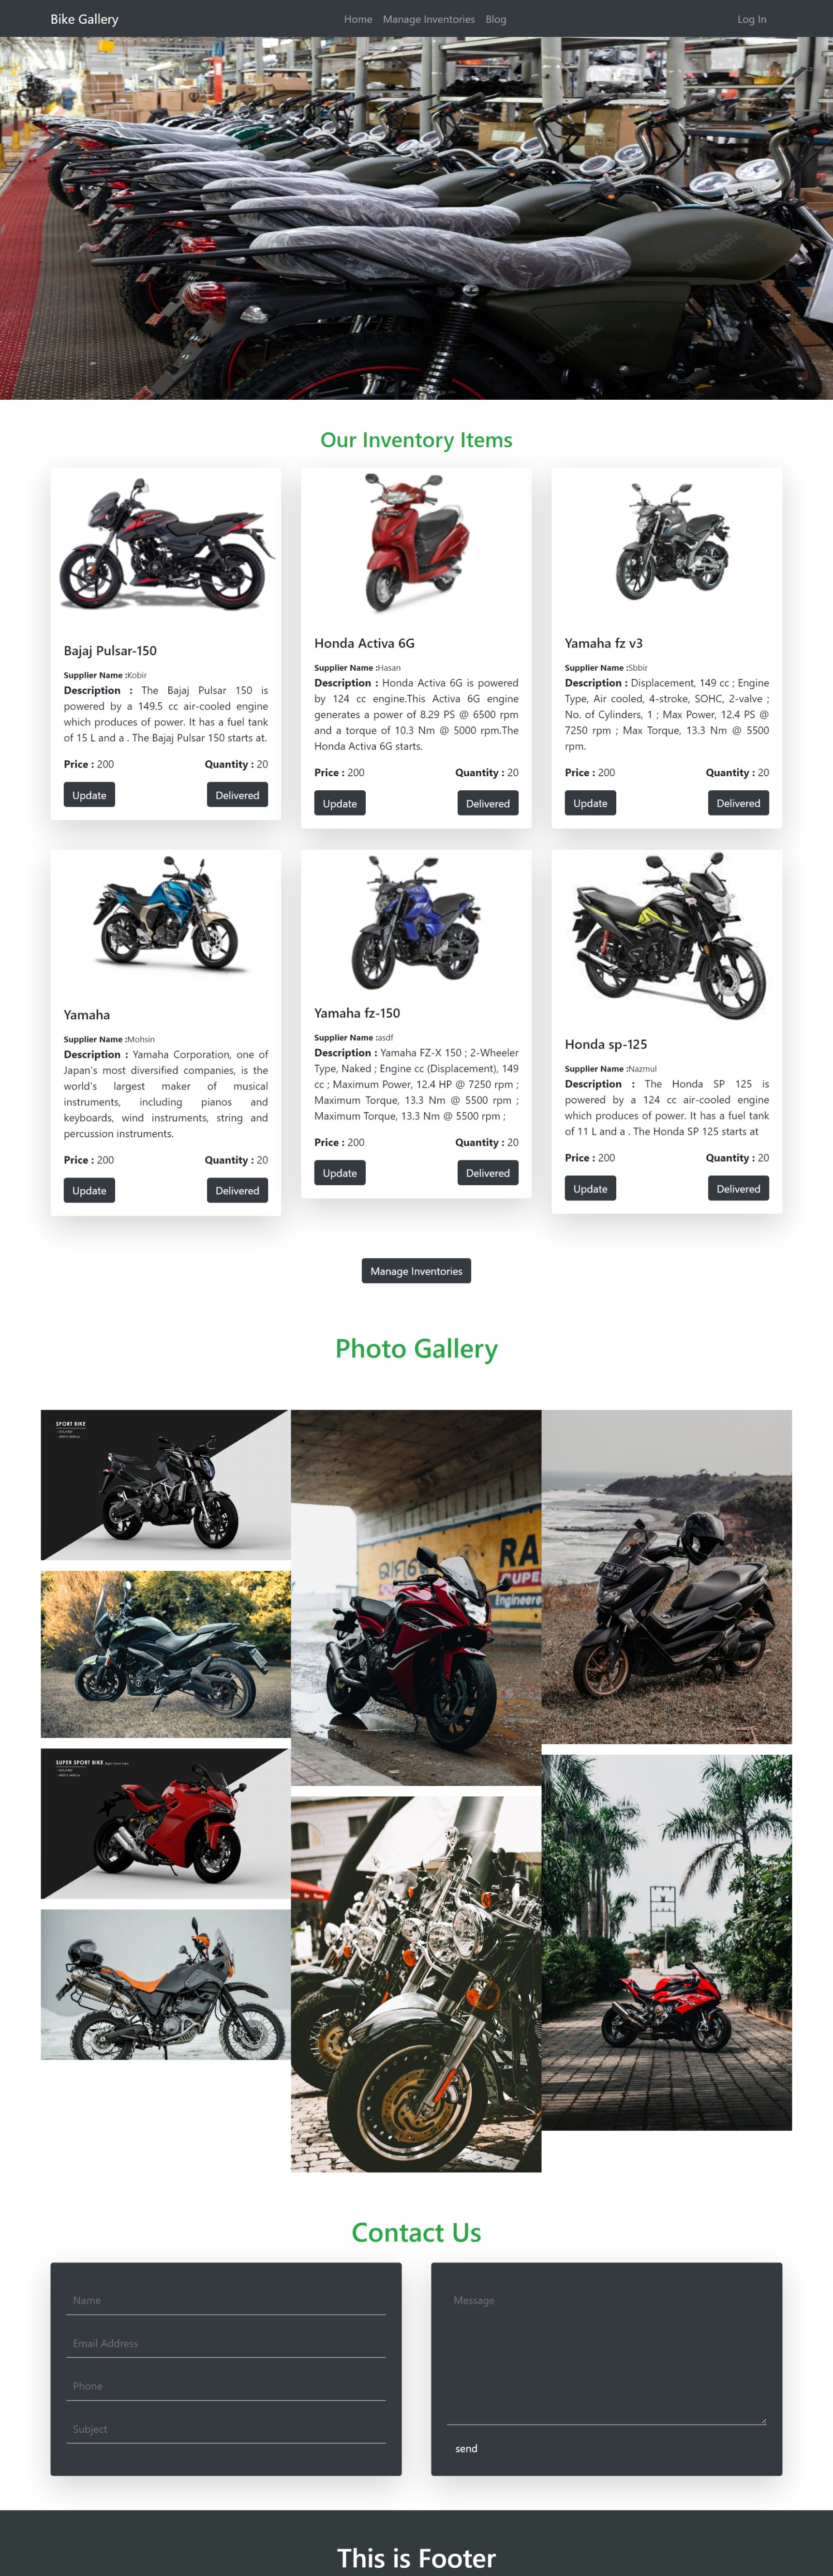 Bike Gallery
Home Manage Inventories Blog
Log In
freepik
freepik
freepik
Our Inventory Items
Bajaj Pulsar-150
Supplier Name :Kobir
Description : The Bajaj Pulsar 150 is
powered by a 149.5 cc air-cooled engine
which produces of power. It has a fuel tank
of 15 L and a . The Bajaj Pulsar 150 starts at.
Price : 200 Quantity : 20
Update Delivered
Honda Activa 6G
Supplier Name :Hasan
Description : Honda Activa 6G is powered
by 124 cc engine.This Activa 6G engine
generates a power of 8.29 PS @ 6500 rpm
and a torque of 10.3 Nm @ 5000 rpm.The
Honda Activa 6G starts.
Price : 200 Quantity : 20
Update Delivered
Yamaha fz v3
Supplier Name :Sbbir
Description : Displacement, 149 cc ; Engine
Type, Air cooled, 4-stroke, SOHC, 2-valve ;
No. of Cylinders, 1 ; Max Power, 12.4 PS @
7250 rpm ; Max Torque, 13.3 Nm @ 5500
rpm.
Price : 200 Quantity : 20
Update Delivered
Yamaha
Supplier Name :Mohsin
Description : Yamaha Corporation, one of
Japan's most diversified companies, is the
world's largest maker of musical
instruments, including pianos and
keyboards, wind instruments, string and
percussion instruments.
Price : 200 Quantity : 20
Update Delivered
Yamaha fz-150
Supplier Name :asdf
Description : Yamaha FZ-X 150 ; 2-Wheeler
Type, Naked ; Engine cc (Displacement), 149
cc ; Maximum Power, 12.4 HP @ 7250 rpm ;
Maximum Torque, 13.3 Nm @ 5500 rpm ;
Maximum Torque, 13.3 Nm @ 5500 rpm ;
Price : 200 Quantity : 20
Update Delivered
Honda sp-125
Supplier Name :Nazmul
Description : The Honda SP 125 is
powered by a 124 cc air-cooled engine
which produces of power. It has a fuel tank
of 11 L and a . The Honda SP 125 starts at
Price : 200 Quantity : 20
Update Delivered
Manage Inventories
Photo Gallery
SPORT BIKE
RA
SUPE
Engineere
SUPER SPORT BIKE
Contact Us
Name
Email Address
Phone
Subject
Message
send
This is Footer